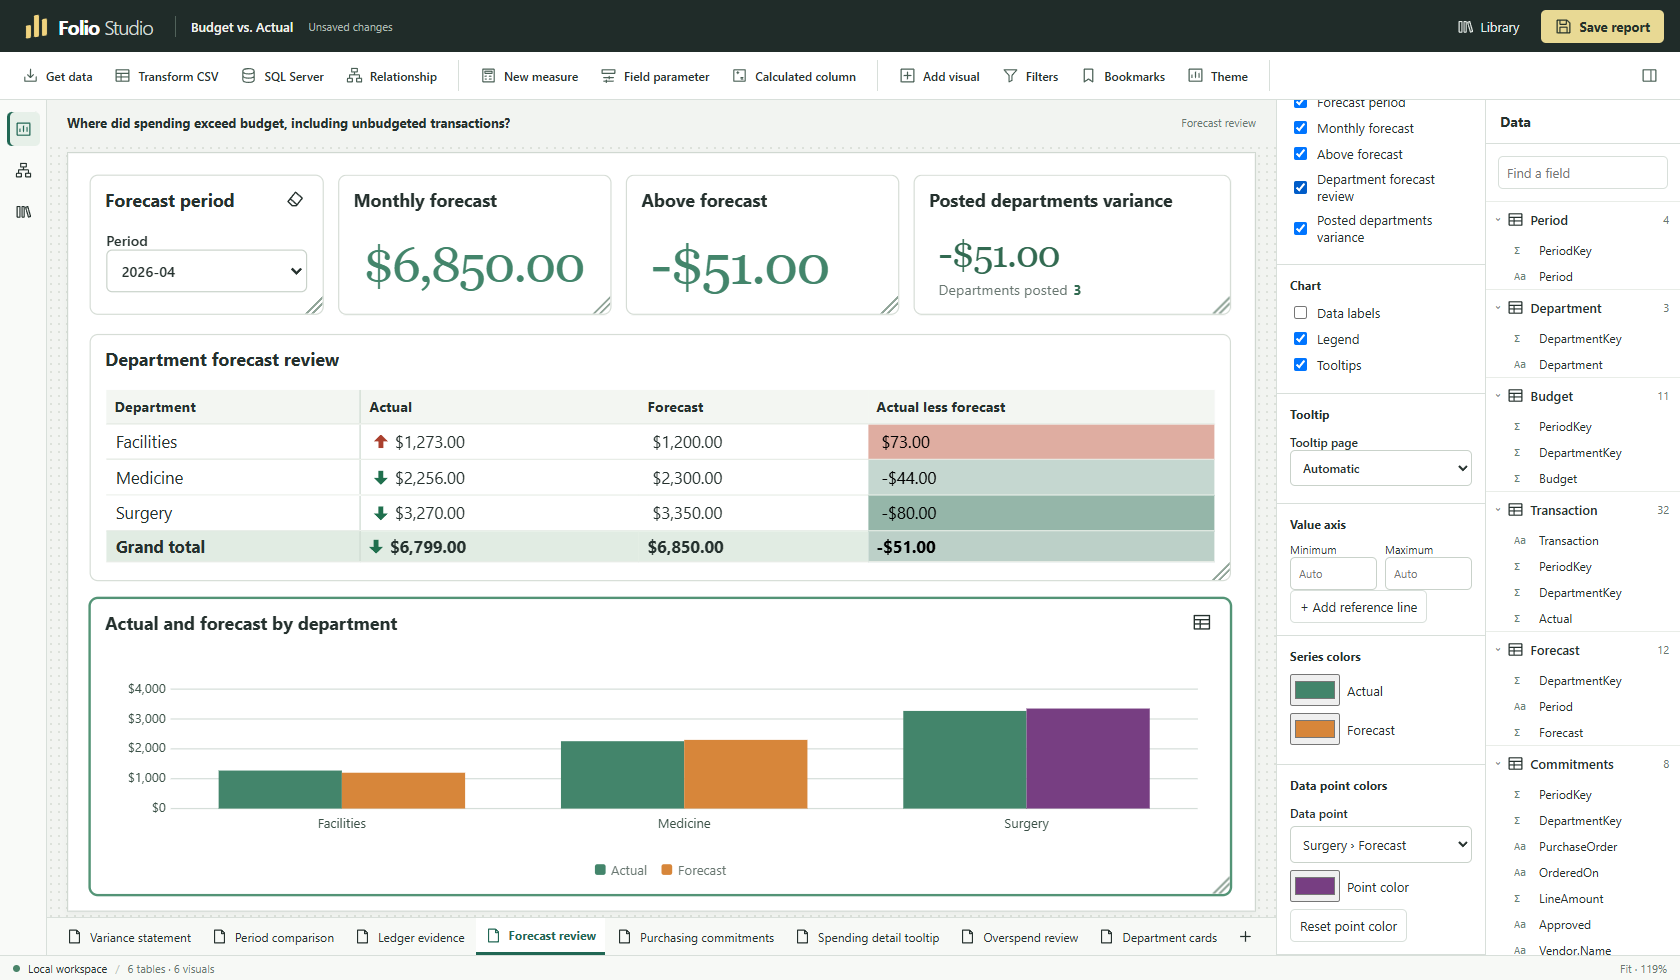 Folio Studio
Budget vs. Actual
Unsaved changes
Library
Save report
Get data
Transform CSV
SQL Server
Relationship
New measure
Field parameter
Calculated column
Add visual
Filters
Bookmarks
Theme
Where did spending exceed budget, including unbudgeted transactions?
Forecast review
Forecast period
Period
2026-04
Monthly forecast
$6,850.00
Above forecast
-$51.00
Posted departments variance
-$51.00
Departments posted 3
Department forecast review
Department Actual Forecast Actual less forecast
Facilities $1,273.00 $1,200.00 $73.00
Medicine $2,256.00 $2,300.00 -$44.00
Surgery $3,270.00 $3,350.00 -$80.00
Grand total $6,799.00 $6,850.00 -$51.00
Actual and forecast by department
$4,000
$3,000
$2,000
$1,000
$0
Facilities
Medicine
Surgery
Actual
Forecast
Variance statement
Period comparison
Ledger evidence
Forecast review
Purchasing commitments
Spending detail tooltip
Overspend review
Department cards
+
Local workspace / 6 tables · 6 visuals
Fit · 119%
Forecast period
Monthly forecast
Above forecast
Department forecast
review
Posted departments
variance
Chart
Data labels
Legend
Tooltips
Tooltip
Tooltip page
Automatic
Value axis
Minimum Maximum
Auto Auto
+ Add reference line
Series colors
Actual
Forecast
Data point colors
Data point
Surgery › Forecast
Point color
Reset point color
Data
Find a field
Period 4
Σ PeriodKey
Aa Period
Department 3
Σ DepartmentKey
Aa Department
Budget 11
Σ PeriodKey
Σ DepartmentKey
Σ Budget
Transaction 32
Aa Transaction
Σ PeriodKey
Σ DepartmentKey
Σ Actual
Forecast 12
Σ DepartmentKey
Aa Period
Σ Forecast
Commitments 8
Σ PeriodKey
Σ DepartmentKey
Aa PurchaseOrder
Aa OrderedOn
Σ LineAmount
Aa Approved
Aa Vendor.Name